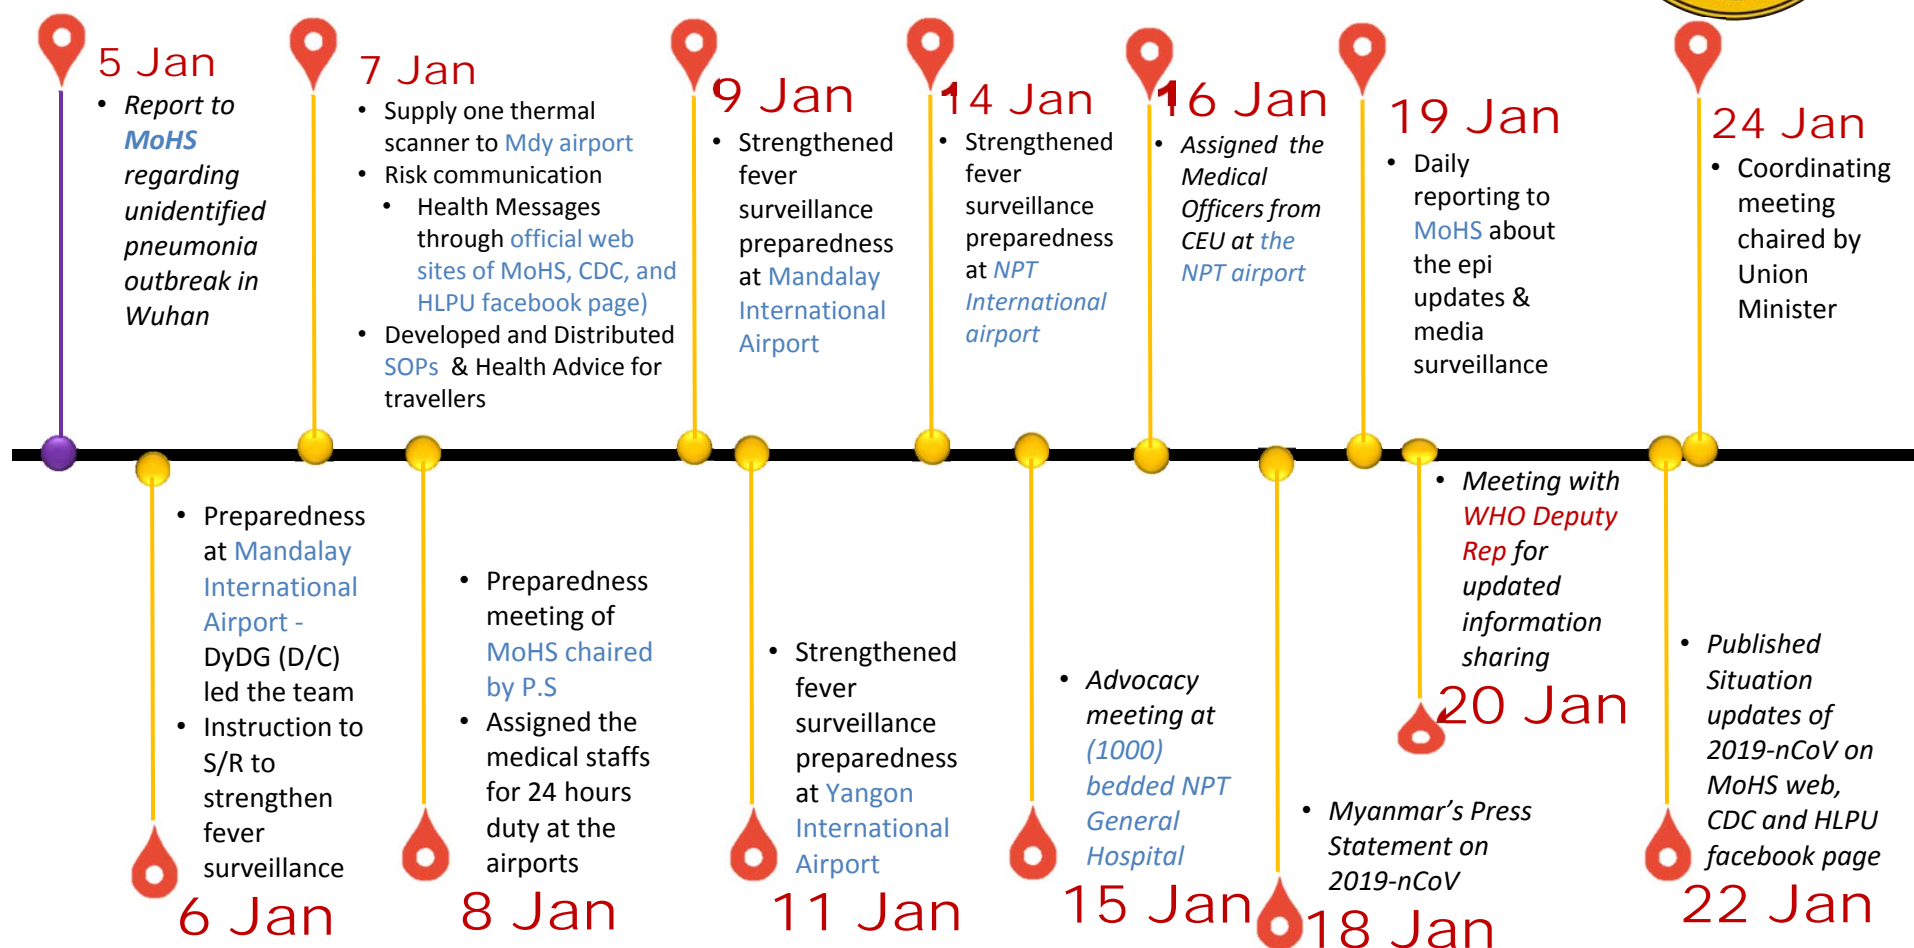 5 Jan
• Report to
MoHS
regarding
unidentified
pneumonia
outbreak in
Wuhan
7 Jan
• Supply one thermal
scanner to Mdy airport
• Risk communication
• Health Messages
through official web
sites of MoHS, CDC, and
HLPU facebook page)
• Developed and Distributed
SOPs & Health Advice for
travellers
9 Jan
• Strengthened
fever
surveillance
preparedness
at Mandalay
International
Airport
14 Jan
• Strengthened
fever
surveillance
preparedness
at NPT
International
airport
16 Jan
• Assigned the
Medical
Officers from
CEU at the
NPT airport
19 Jan
• Daily
reporting to
MoHS about
the epi
updates &
media
surveillance
24 Jan
• Coordinating
meeting
chaired by
Union
Minister
• Preparedness
at Mandalay
International
Airport -
DyDG (D/C)
led the team
• Instruction to
S/R to
strengthen
fever
surveillance
6 Jan
• Preparedness
meeting of
MoHS chaired
by P.S
• Assigned the
medical staffs
for 24 hours
duty at the
airports
8 Jan
• Strengthened
fever
surveillance
preparedness
at Yangon
International
Airport
11 Jan
• Advocacy
meeting at
(1000)
bedded NPT
General
Hospital
15 Jan
• Myanmar's Press
Statement on
2019-nCoV
18 Jan
• Meeting with
WHO Deputy
Rep for
updated
information
sharing
20 Jan
• Published
Situation
updates of
2019-nCoV on
MoHS web,
CDC and HLPU
facebook page
22 Jan